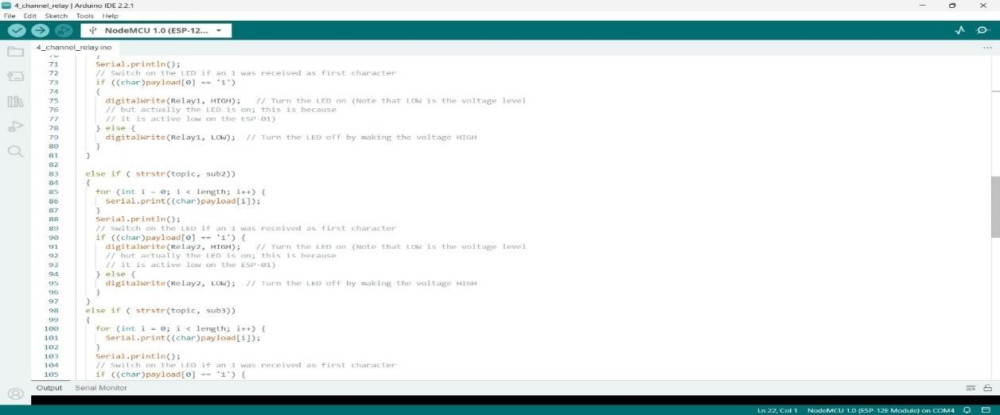 4_channel_relay | Arduino IDE 2.2.1
File Edit Sketch Tools Help
NodeMCU 1.0 (ESP-12...
4_channel_relay.ino
70 }
71 Serial.println();
72 // Switch on the LED if an 1 was received as first character
73 if ((char)payload[0] == '1')
74 {
75 digitalWrite(Relay1, HIGH); // Turn the LED on (Note that LOW is the voltage level
76 // but actually the LED is on; this is because
77 // it is active low on the ESP-01)
78 } else {
79 digitalWrite(Relay1, LOW); // Turn the LED off by making the voltage HIGH
80 }
81 }
82
83 else if ( strstr(topic, sub2))
84 {
85 for (int i = 0; i < length; i++) {
86 Serial.print((char)payload[i]);
87 }
88 Serial.println();
89 // Switch on the LED if an 1 was received as first character
90 if ((char)payload[0] == '1') {
91 digitalWrite(Relay2, HIGH); // Turn the LED on (Note that LOW is the voltage level
92 // but actually the LED is on; this is because
93 // it is active low on the ESP-01)
94 } else {
95 digitalWrite(Relay2, LOW); // Turn the LED off by making the voltage HIGH
96 }
97 }
98 else if ( strstr(topic, sub3))
99 {
100 for (int i = 0; i < length; i++) {
101 Serial.print((char)payload[i]);
102 }
103 Serial.println();
104 // Switch on the LED if an 1 was received as first character
105 if ((char)payload[0] == '1') {
Output Serial Monitor
Ln 22, Col 1 NodeMCU 1.0 (ESP-12E Module) on COM4